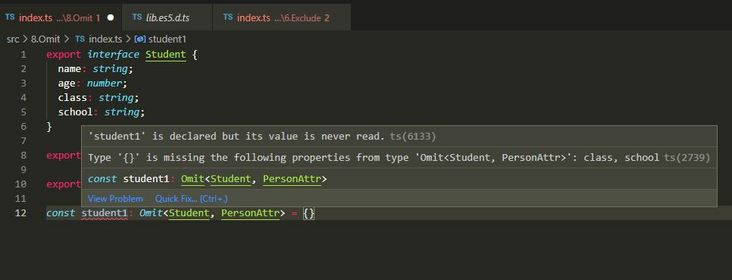 TS index.ts ...\8.Omit 1 TS lib.es5.d.ts TS index.ts ...\6.Exclude 2
src > 8.Omit > TS index.ts > student1
1 export interface Student {
2 name: string;
3 age: number;
4 class: string;
5 school: string;
6 }
7 'student1' is declared but its value is never read. ts(6133)
8 export
Type '{}' is missing the following properties from type 'Omit<Student, PersonAttr>': class, school ts(2739)
9
const student1: Omit<Student, PersonAttr>
10 export
11 View Problem Quick Fix... (Ctrl+.)
12 const student1: Omit<Student, PersonAttr> = {}